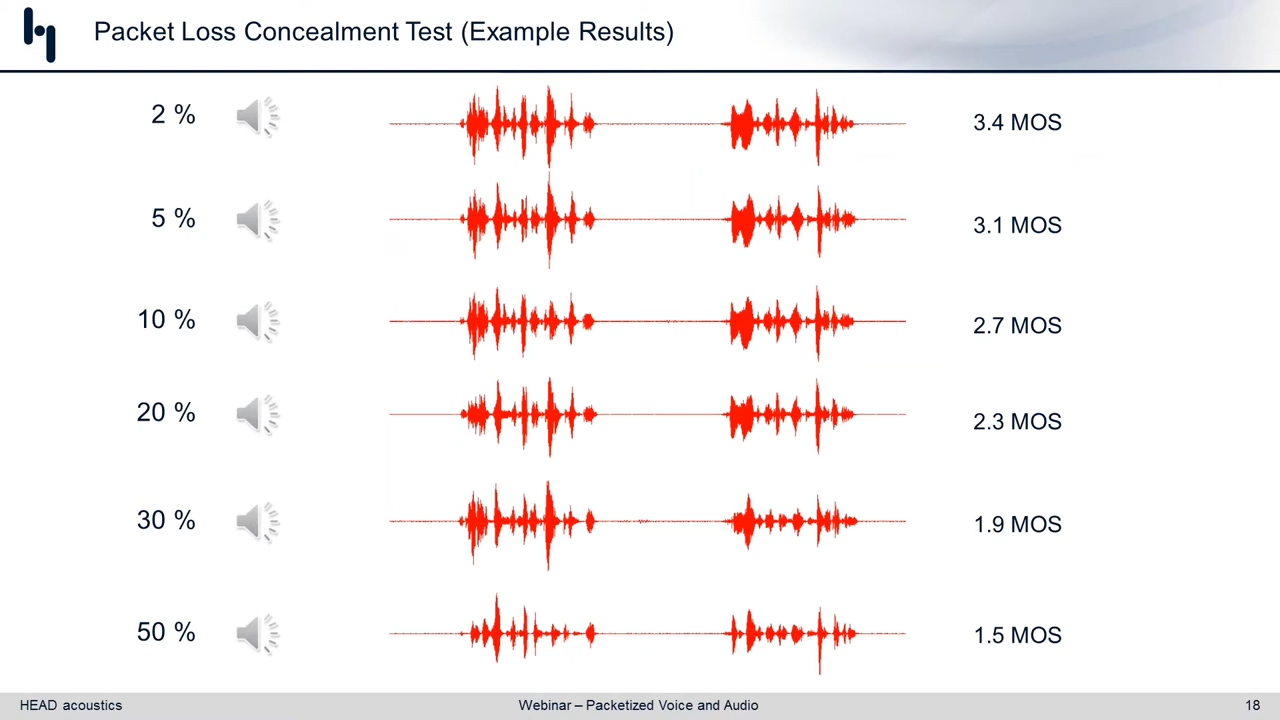 Packet Loss Concealment Test (Example Results)
2 %
3.4 MOS
5 %
3.1 MOS
10 %
2.7 MOS
20 %
2.3 MOS
30 %
1.9 MOS
50 %
1.5 MOS
HEAD acoustics
Webinar – Packetized Voice and Audio
18